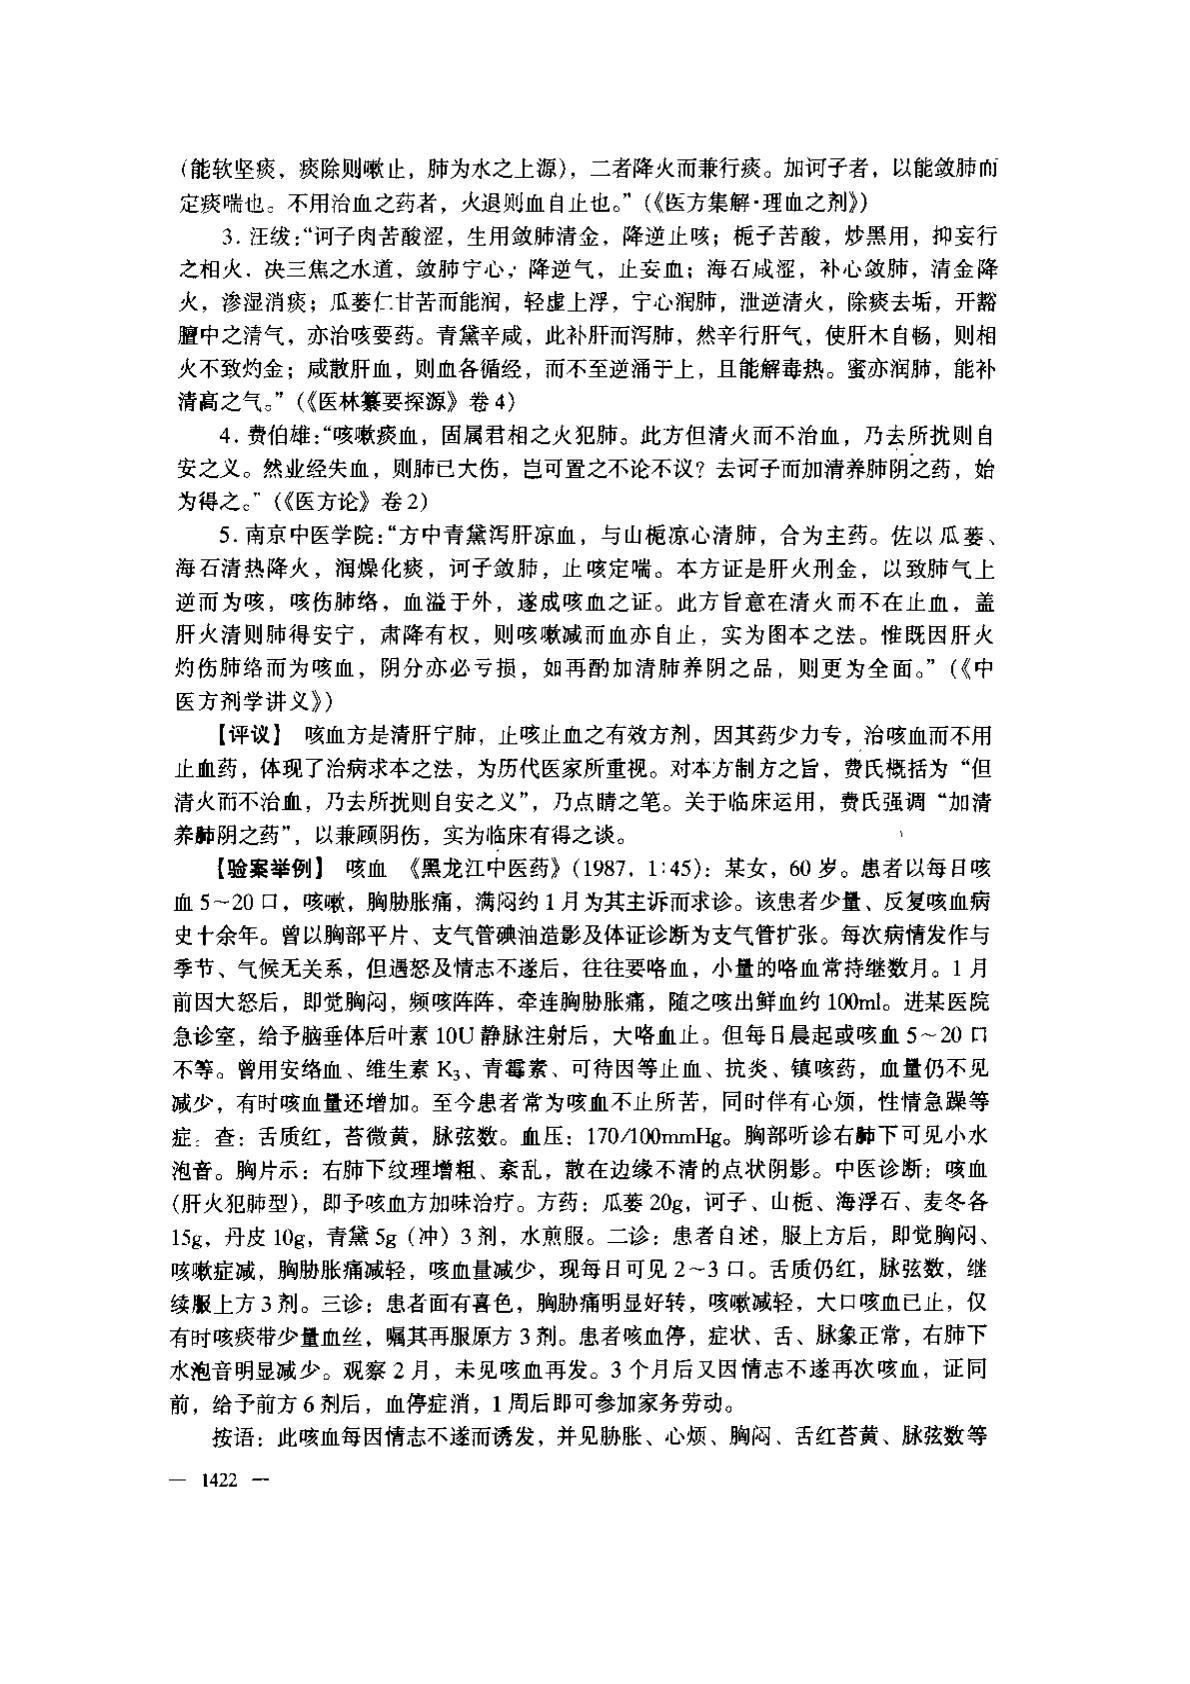 (能软坚痰，痰除则嗽止，肺为水之上源)，二者降火而兼行痰。加诃子者，以能敛肺而
定痰喘也。不用治血之药者，火退则血自止也。”(《医方集解·理血之剂》)
3. 汪绂：“诃子肉苦酸涩，生用敛肺清金，降逆止咳；栀子苦酸，炒黑用，抑妄行
之相火．决三焦之水道，敛肺宁心；降逆气，止妄血；海石咸涩，补心敛肺，清金降
火，渗湿消痰；瓜蒌仁甘苦而能润，轻虚上浮，宁心润肺，泄逆清火，除痰去垢，开豁
膻中之清气，亦治咳要药。青黛辛咸，此补肝而泻肺，然辛行肝气，使肝木自畅，则相
火不致灼金；咸散肝血，则血各循经，而不至逆涌于上，且能解毒热。蜜亦润肺，能补
清高之气。”(《医林纂要探源》卷 4)
4. 费伯雄：“咳嗽痰血，固属君相之火犯肺。此方但清火而不治血，乃去所扰则自
安之义。然业经失血，则肺已大伤，岂可置之不论不议？去诃子而加清养肺阴之药，始
为得之。”(《医方论》卷 2)
5. 南京中医学院：“方中青黛泻肝凉血，与山栀凉心清肺，合为主药。佐以瓜蒌、
海石清热降火，润燥化痰，诃子敛肺，止咳定喘。本方证是肝火刑金，以致肺气上
逆而为咳，咳伤肺络，血溢于外，遂成咳血之证。此方旨意在清火而不在止血，盖
肝火清则肺得安宁，肃降有权，则咳嗽减而血亦自止，实为图本之法。惟既因肝火
灼伤肺络而为咳血，阴分亦必亏损，如再酌加清肺养阴之品，则更为全面。”(《中
医方剂学讲义》)
【评议】 咳血方是清肝宁肺，止咳止血之有效方剂，因其药少力专，治咳血而不用
止血药，体现了治病求本之法，为历代医家所重视。对本方制方之旨，费氏概括为“但
清火而不治血，乃去所扰则自安之义”，乃点睛之笔。关于临床运用，费氏强调“加清
养肺阴之药”，以兼顾阴伤，实为临床有得之谈。
【验案举例】 咳血 《黑龙江中医药》(1987，1:45)：某女，60 岁。患者以每日咳
血 5～20 口，咳嗽，胸胁胀痛，满闷约 1 月为其主诉而求诊。该患者少量、反复咳血病
史十余年。曾以胸部平片、支气管碘油造影及体证诊断为支气管扩张。每次病情发作与
季节、气候无关系，但遇怒及情志不遂后，往往要咯血，小量的咯血常持继数月。1 月
前因大怒后，即觉胸闷，频咳阵阵，牵连胸胁胀痛，随之咳出鲜血约 100ml。进某医院
急诊室，给予脑垂体后叶素 10U 静脉注射后，大咯血止。但每日晨起或咳血 5～20 口
不等。曾用安络血、维生素 K₃、青霉素、可待因等止血、抗炎、镇咳药，血量仍不见
减少，有时咳血量还增加。至今患者常为咳血不止所苦，同时伴有心烦，性情急躁等
症。查：舌质红，苔微黄，脉弦数。血压：170/100mmHg。胸部听诊右肺下可见小水
泡音。胸片示：右肺下纹理增粗、紊乱，散在边缘不清的点状阴影。中医诊断：咳血
(肝火犯肺型)，即予咳血方加味治疗。方药：瓜蒌 20g，诃子、山栀、海浮石、麦冬各
15g，丹皮 10g，青黛 5g（冲）3 剂，水煎服。二诊：患者自述，服上方后，即觉胸闷、
咳嗽症减，胸胁胀痛减轻，咳血量减少，现每日可见 2～3 口。舌质仍红，脉弦数，继
续服上方 3 剂。三诊：患者面有喜色，胸胁痛明显好转，咳嗽减轻，大口咳血已止，仅
有时咳痰带少量血丝，嘱其再服原方 3 剂。患者咳血停，症状、舌、脉象正常，右肺下
水泡音明显减少。观察 2 月，未见咳血再发。3 个月后又因情志不遂再次咳血，证同
前，给予前方 6 剂后，血停症消，1 周后即可参加家务劳动。
按语：此咳血每因情志不遂而诱发，并见胁胀、心烦、胸闷、舌红苔黄、脉弦数等
— 1422 —